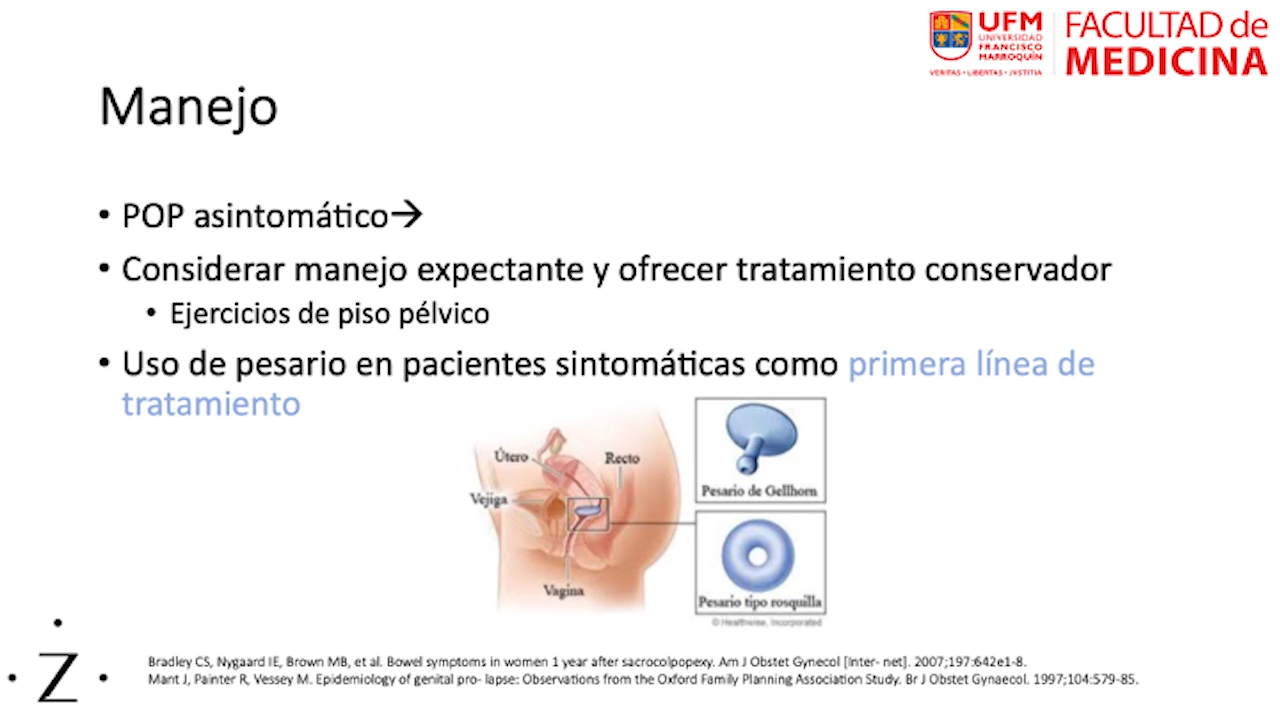 UFM
UNIVERSIDAD
FRANCISCO
MARROQUÍN
VERITAS • LIBERTAS • JVSTITIA
FACULTAD de
MEDICINA
Manejo
• POP asintomático→
• Considerar manejo expectante y ofrecer tratamiento conservador
• Ejercicios de piso pélvico
• Uso de pesario en pacientes sintomáticas como primera línea de
tratamiento
Útero
Recto
Vejiga
Vagina
Pesario de Gellhorn
Pesario tipo rosquilla
© Healthwise, Incorporated
Z
Bradley CS, Nygaard IE, Brown MB, et al. Bowel symptoms in women 1 year after sacrocolpopexy. Am J Obstet Gynecol [Inter- net]. 2007;197:642e1-8.
Mant J, Painter R, Vessey M. Epidemiology of genital pro- lapse: Observations from the Oxford Family Planning Association Study. Br J Obstet Gynaecol. 1997;104:579-85.